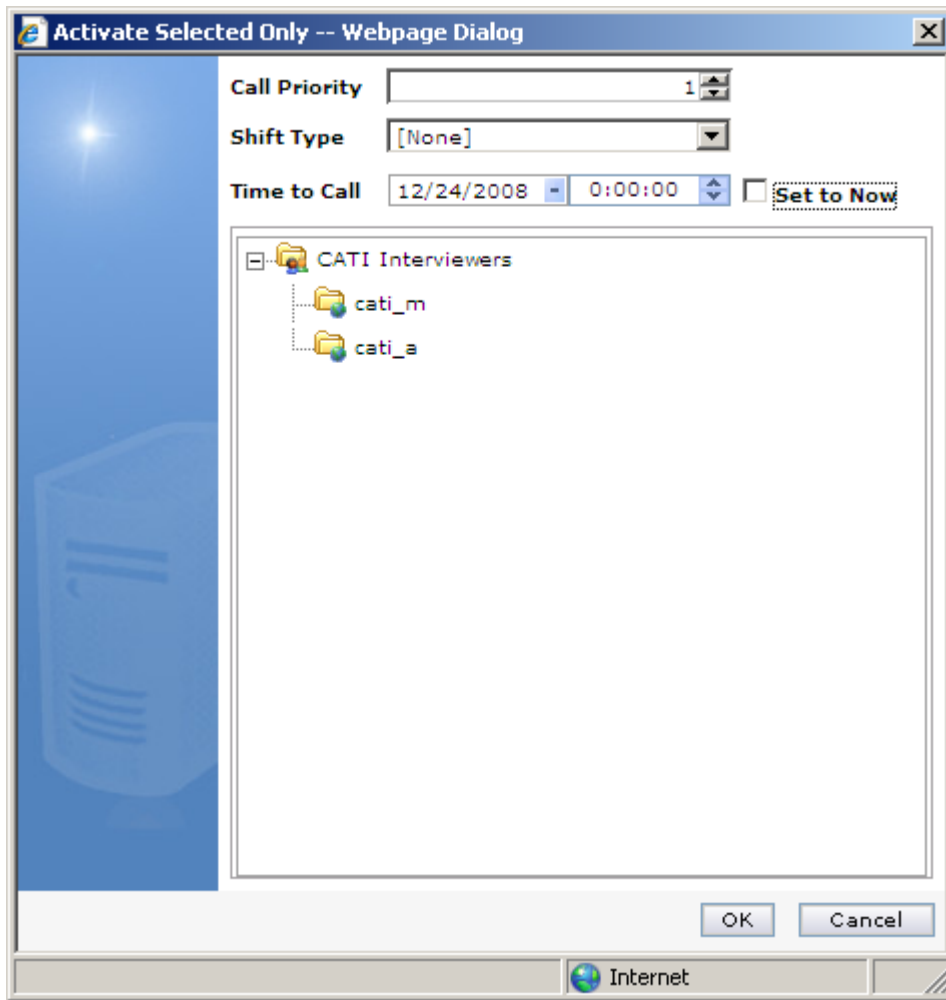 Activate Selected Only -- Webpage Dialog
Call Priority 1
Shift Type [None]
Time to Call 12/24/2008 0:00:00 Set to Now
CATI Interviewers
cati_m
cati_a
OK Cancel
Internet